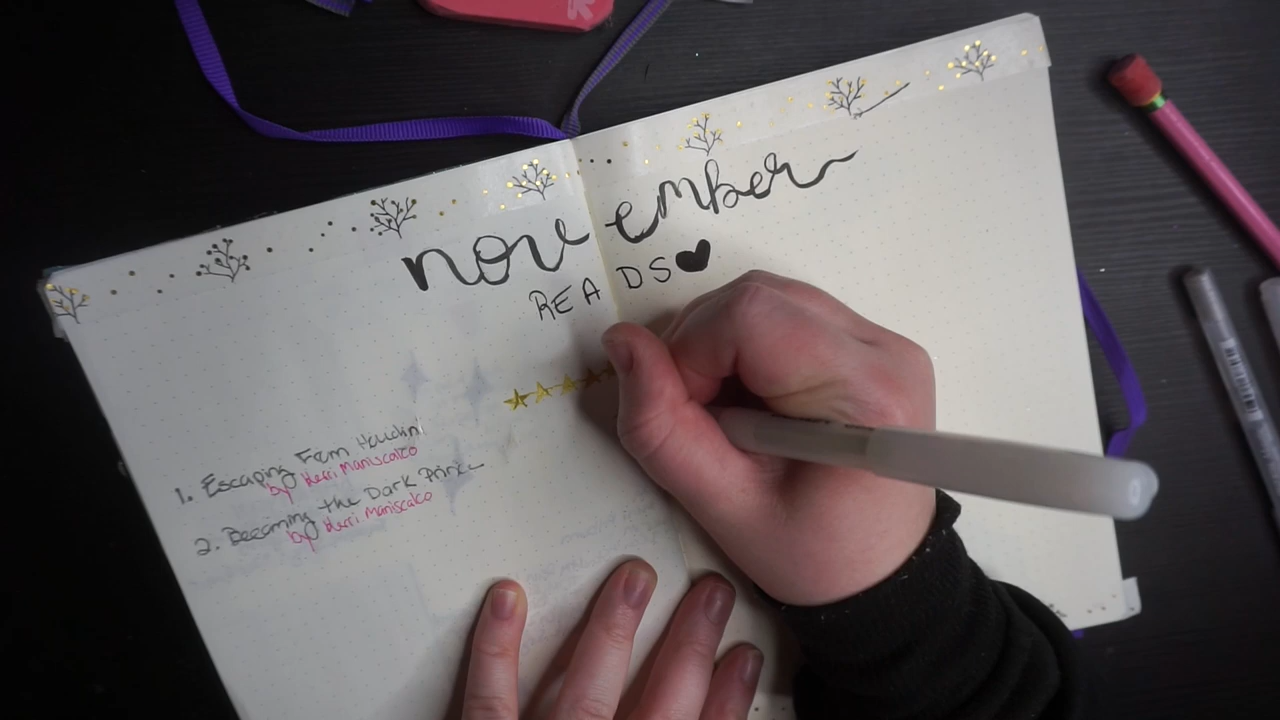 november
READS
1. Escaping From Houdini
by Kerri Maniscalco
2. Becoming the Dark Prince
by Kerri Maniscalco